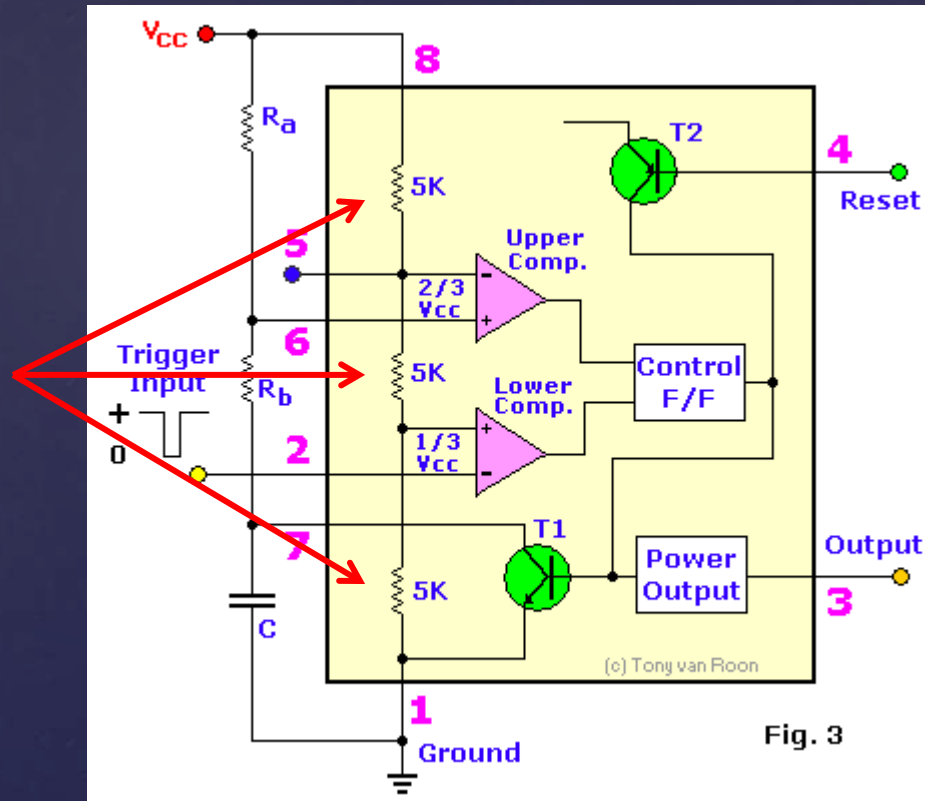 VCC
8
Ra
T2
4
5K
Reset
5
Upper
Comp.
-
2/3
Vcc
+
6
Trigger
Input
Rb
5K
Control
F/F
Lower
Comp.
+
0
+
1/3
Vcc
-
2
7
T1
Power
Output
Output
3
5K
C
(c) Tony van Roon
1
Ground
Fig. 3